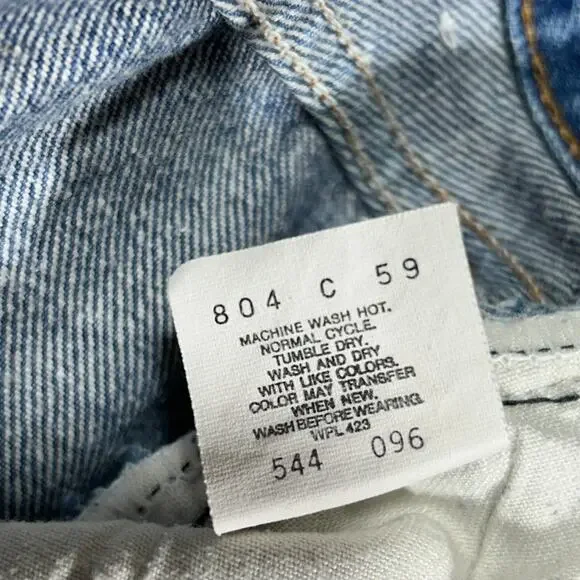 804 C 59
MACHINE WASH HOT.
NORMAL CYCLE.
TUMBLE DRY.
WASH AND DRY
WITH LIKE COLORS.
COLOR MAY TRANSFER
WHEN NEW.
WASH BEFORE WEARING.
WPL 423
544 096